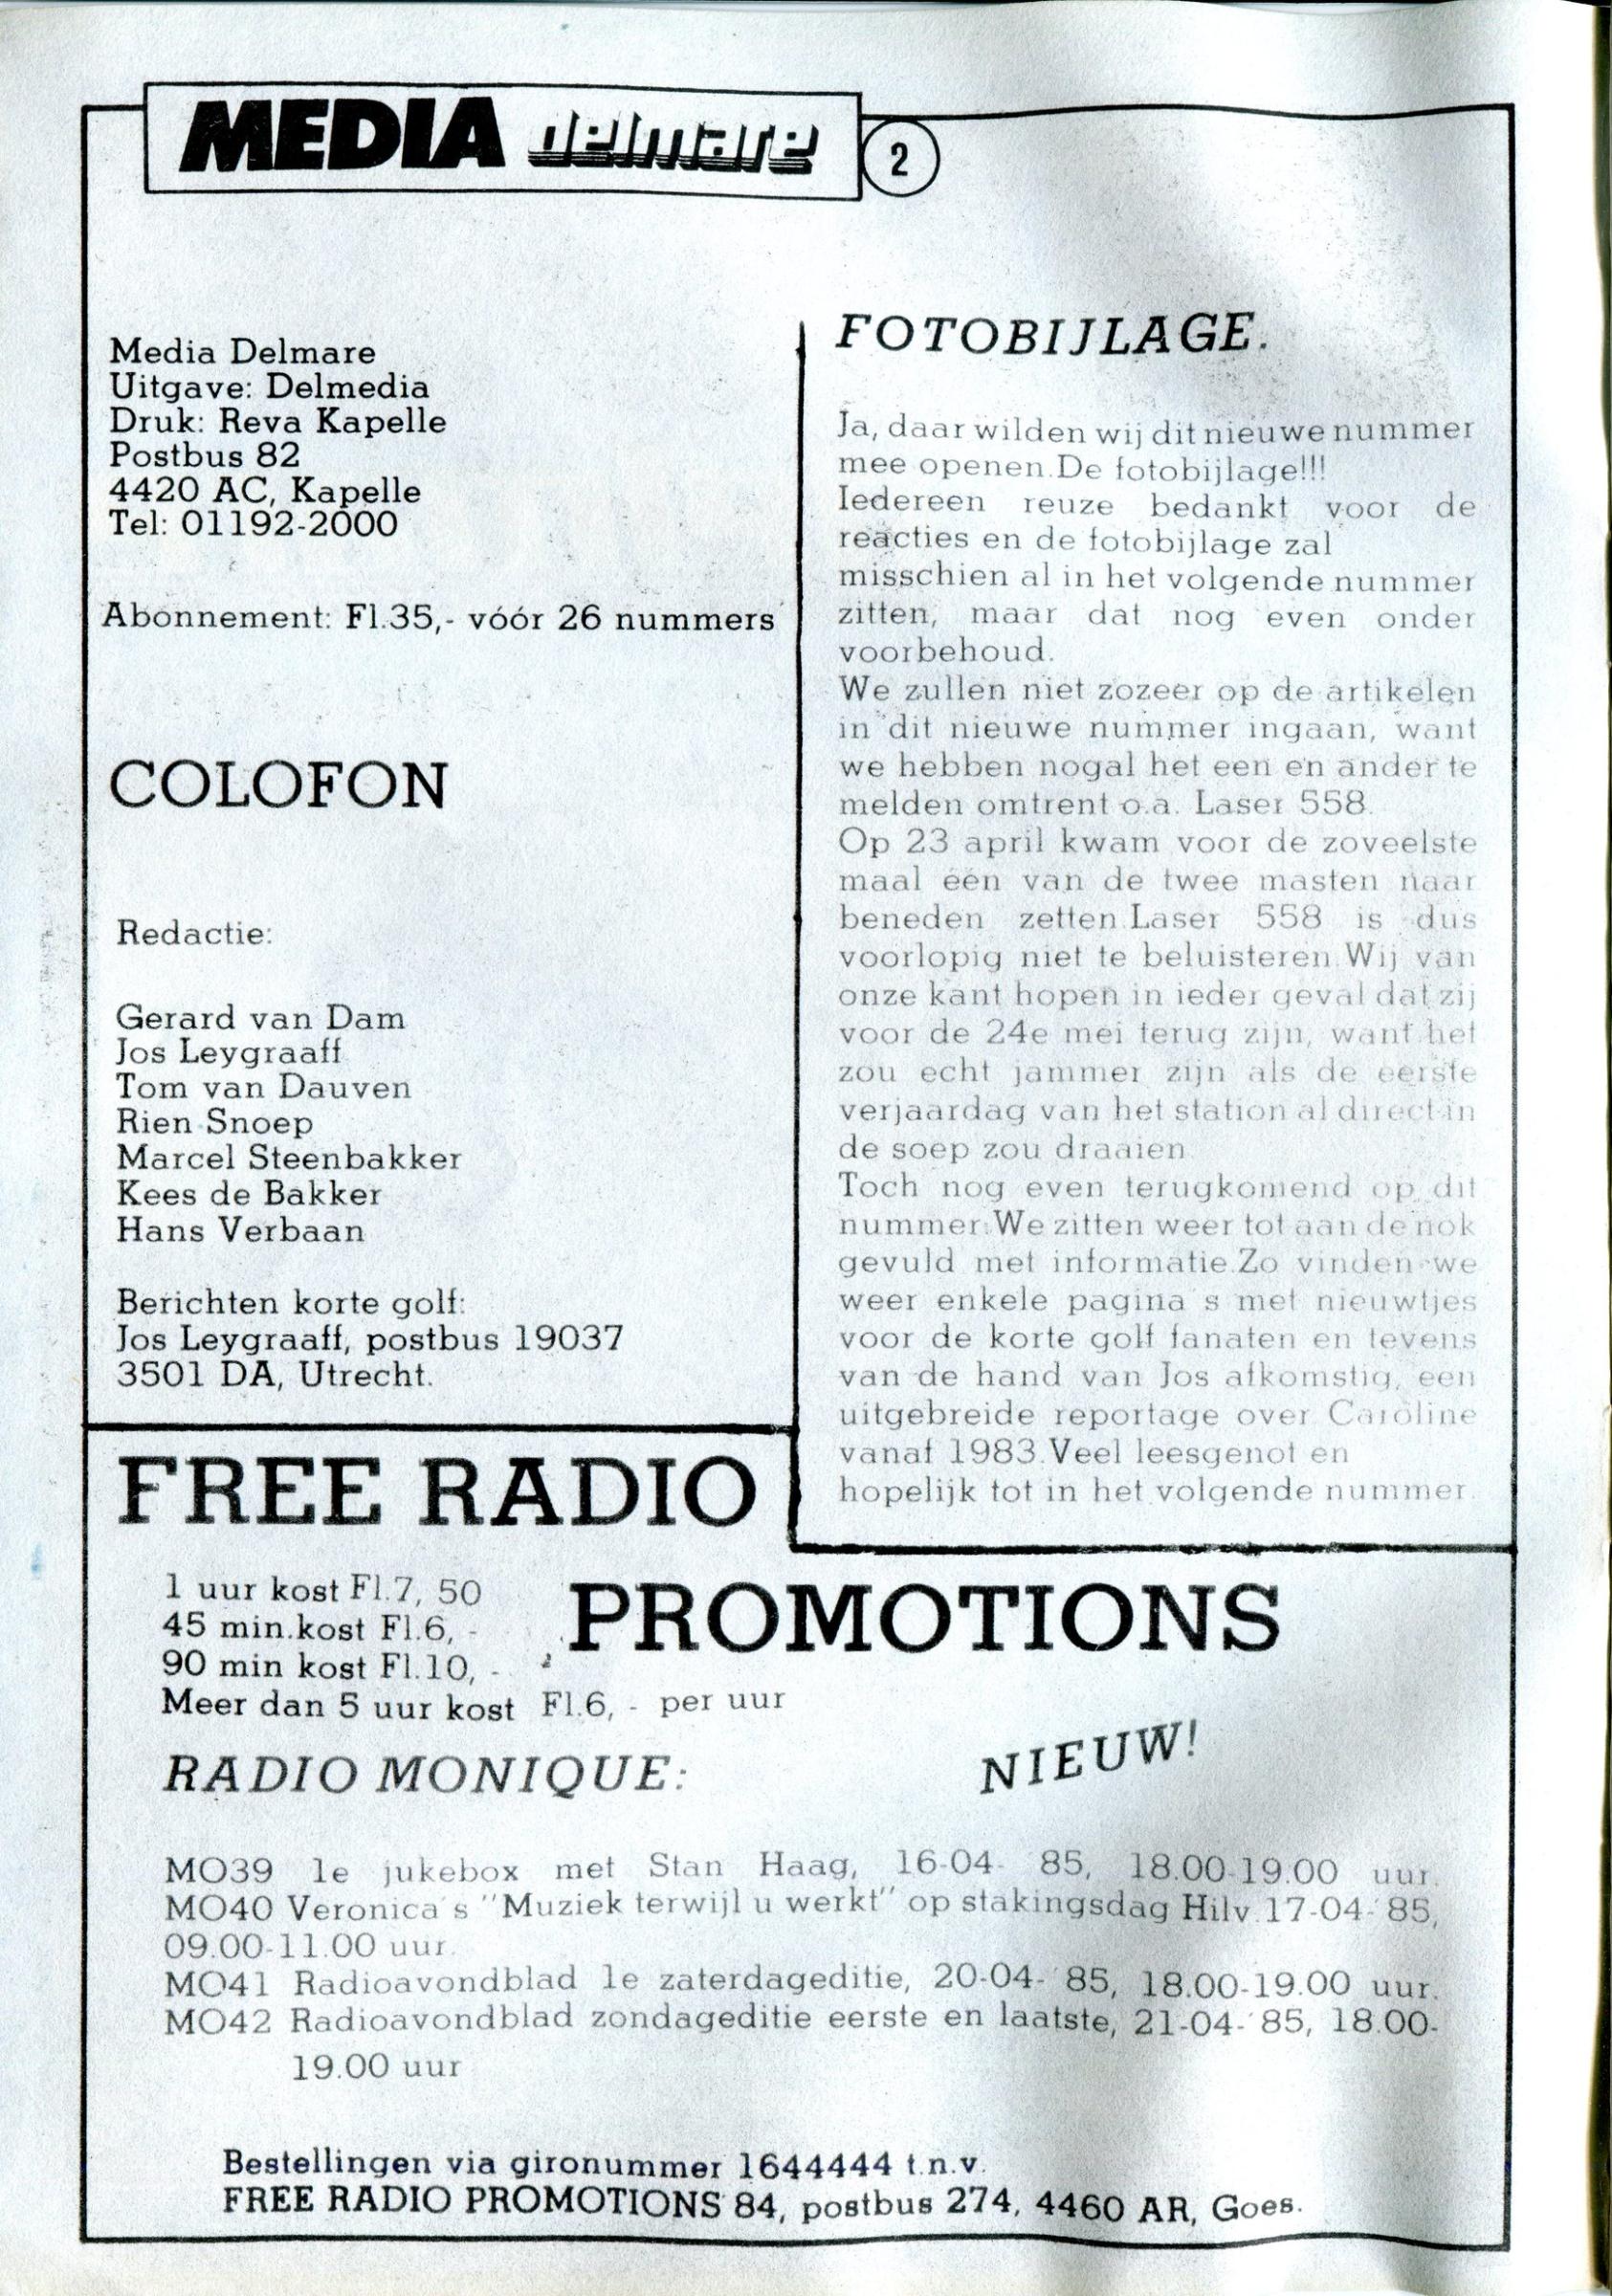 MEDIA delmare
2
Media Delmare
Uitgave: Delmedia
Druk: Reva Kapelle
Postbus 82
4420 AC, Kapelle
Tel: 01192-2000
Abonnement: Fl.35,- vóór 26 nummers
COLOFON
Redactie:
Gerard van Dam
Jos Leygraaff
Tom van Dauven
Rien Snoep
Marcel Steenbakker
Kees de Bakker
Hans Verbaan
Berichten korte golf:
Jos Leygraaff, postbus 19037
3501 DA, Utrecht.
FOTOBIJLAGE.
Ja, daar wilden wij dit nieuwe nummer
mee openen.De fotobijlage!!!
Iedereen reuze bedankt voor de
reacties en de fotobijlage zal
misschien al in het volgende nummer
zitten, maar dat nog even onder
voorbehoud.
We zullen niet zozeer op de artikelen
in dit nieuwe nummer ingaan, want
we hebben nogal het een en ander te
melden omtrent o.a. Laser 558.
Op 23 april kwam voor de zoveelste
maal één van de twee masten naar
beneden zetten.Laser 558 is dus
voorlopig niet te beluisteren.Wij van
onze kant hopen in ieder geval dat zij
voor de 24e mei terug zijn, want het
zou echt jammer zijn als de eerste
verjaardag van het station al direct in
de soep zou draaien.
Toch nog even terugkomend op dit
nummer.We zitten weer tot aan de nok
gevuld met informatie.Zo vinden we
weer enkele pagina's met nieuwtjes
voor de korte golf fanaten en tevens
van de hand van Jos afkomstig, een
uitgebreide reportage over Caroline
vanaf 1983.Veel leesgenot en
hopelijk tot in het volgende nummer.
FREE RADIO
PROMOTIONS
1 uur kost Fl.7, 50
45 min.kost Fl.6, -
90 min kost Fl.10, -
Meer dan 5 uur kost Fl.6, - per uur
RADIO MONIQUE:
NIEUW!
MO39 1e jukebox met Stan Haag, 16-04- 85, 18.00-19.00 uur.
MO40 Veronica's "Muziek terwijl u werkt" op stakingsdag Hilv.17-04-'85,
09.00-11.00 uur.
MO41 Radioavondblad 1e zaterdageditie, 20-04-'85, 18.00-19.00 uur.
MO42 Radioavondblad zondageditie eerste en laatste, 21-04-'85, 18.00-
19.00 uur
Bestellingen via gironummer 1644444 t.n.v.
FREE RADIO PROMOTIONS 84, postbus 274, 4460 AR, Goes.